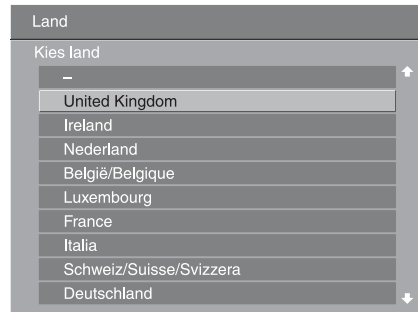 Land
Kies land
–
United Kingdom
Ireland
Nederland
België/Belgique
Luxembourg
France
Italia
Schweiz/Suisse/Svizzera
Deutschland